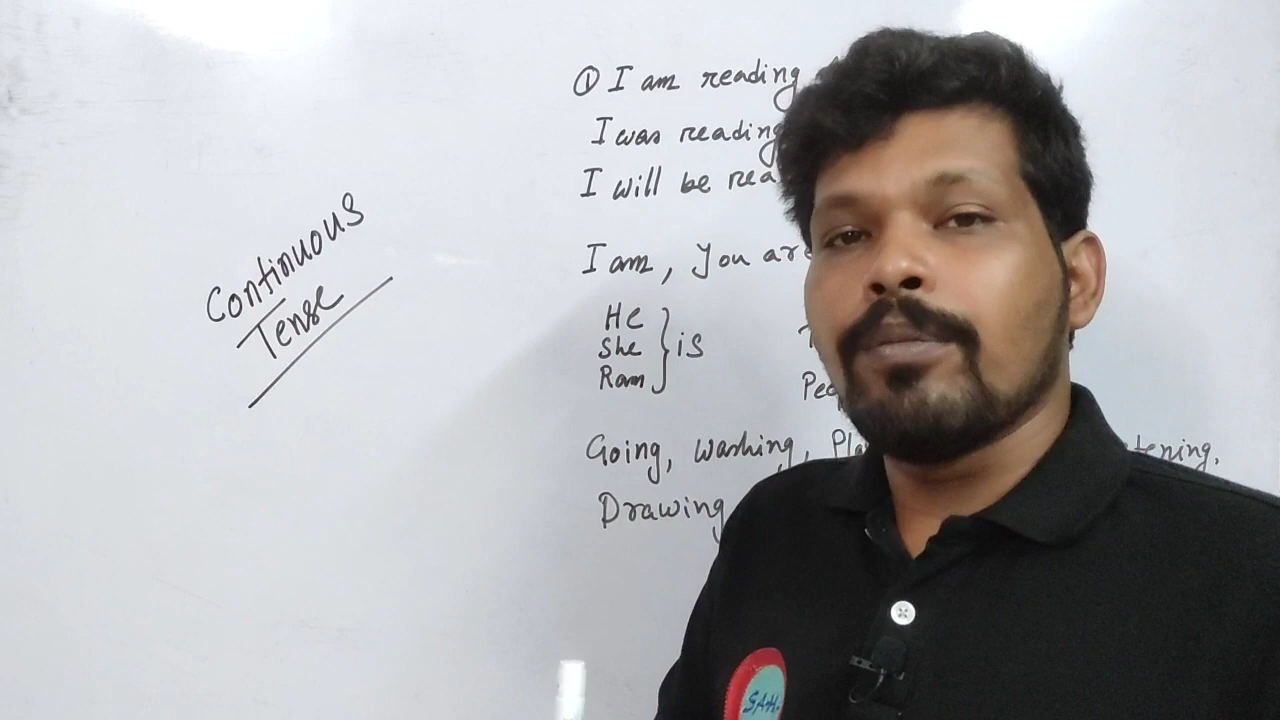 Continuous
Tense
① I am reading
I was reading
I will be rea
I am, You are
He
She
Ram
} is
Going, washing, Pla
tening,
Drawing
SAH